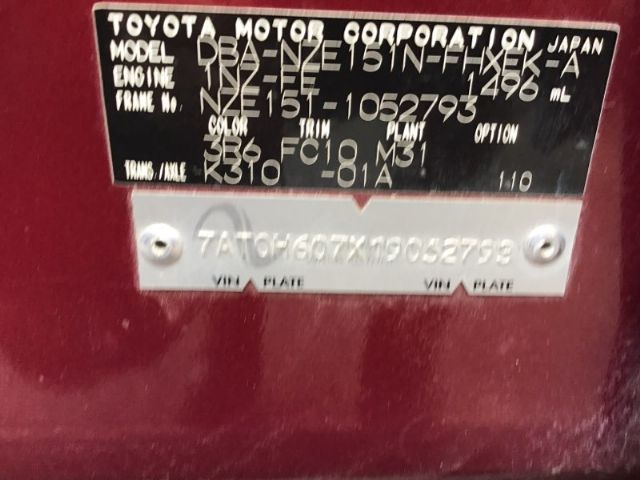 TOYOTA MOTOR CORPORATION JAPAN
MODEL DBA-NZE151N-FHXEK-A
ENGINE 1NZ-FE 1496 mL
FRAME No. NZE151-1052793
COLOR TRIM PLANT OPTION
3R6 FC10 M31
TRANS./AXLE K310 -01A 110
VIN PLATE VIN PLATE